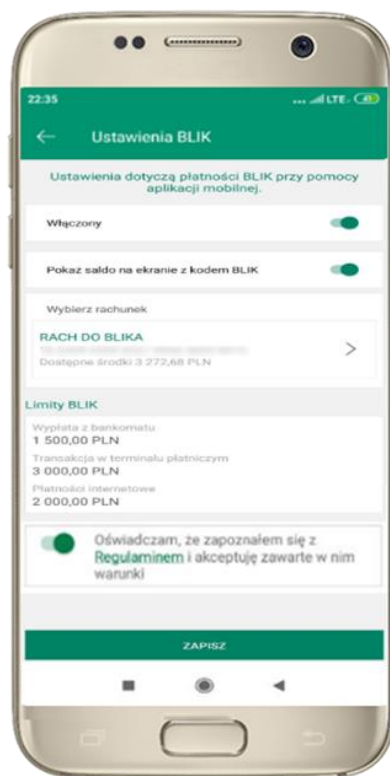 22:35
... LTE
Ustawienia BLIK
Ustawienia dotyczą płatności BLIK przy pomocy
aplikacji mobilnej.
Włączony
Pokaż saldo na ekranie z kodem BLIK
Wybierz rachunek
RACH DO BLIKA
Dostępne środki 3 272,68 PLN
Limity BLIK
Wypłata z bankomatu
1 500,00 PLN
Transakcja w terminalu płatniczym
3 000,00 PLN
Płatności internetowe
2 000,00 PLN
Oświadczam, że zapoznałem się z
Regulaminem i akceptuję zawarte w nim
warunki
ZAPISZ